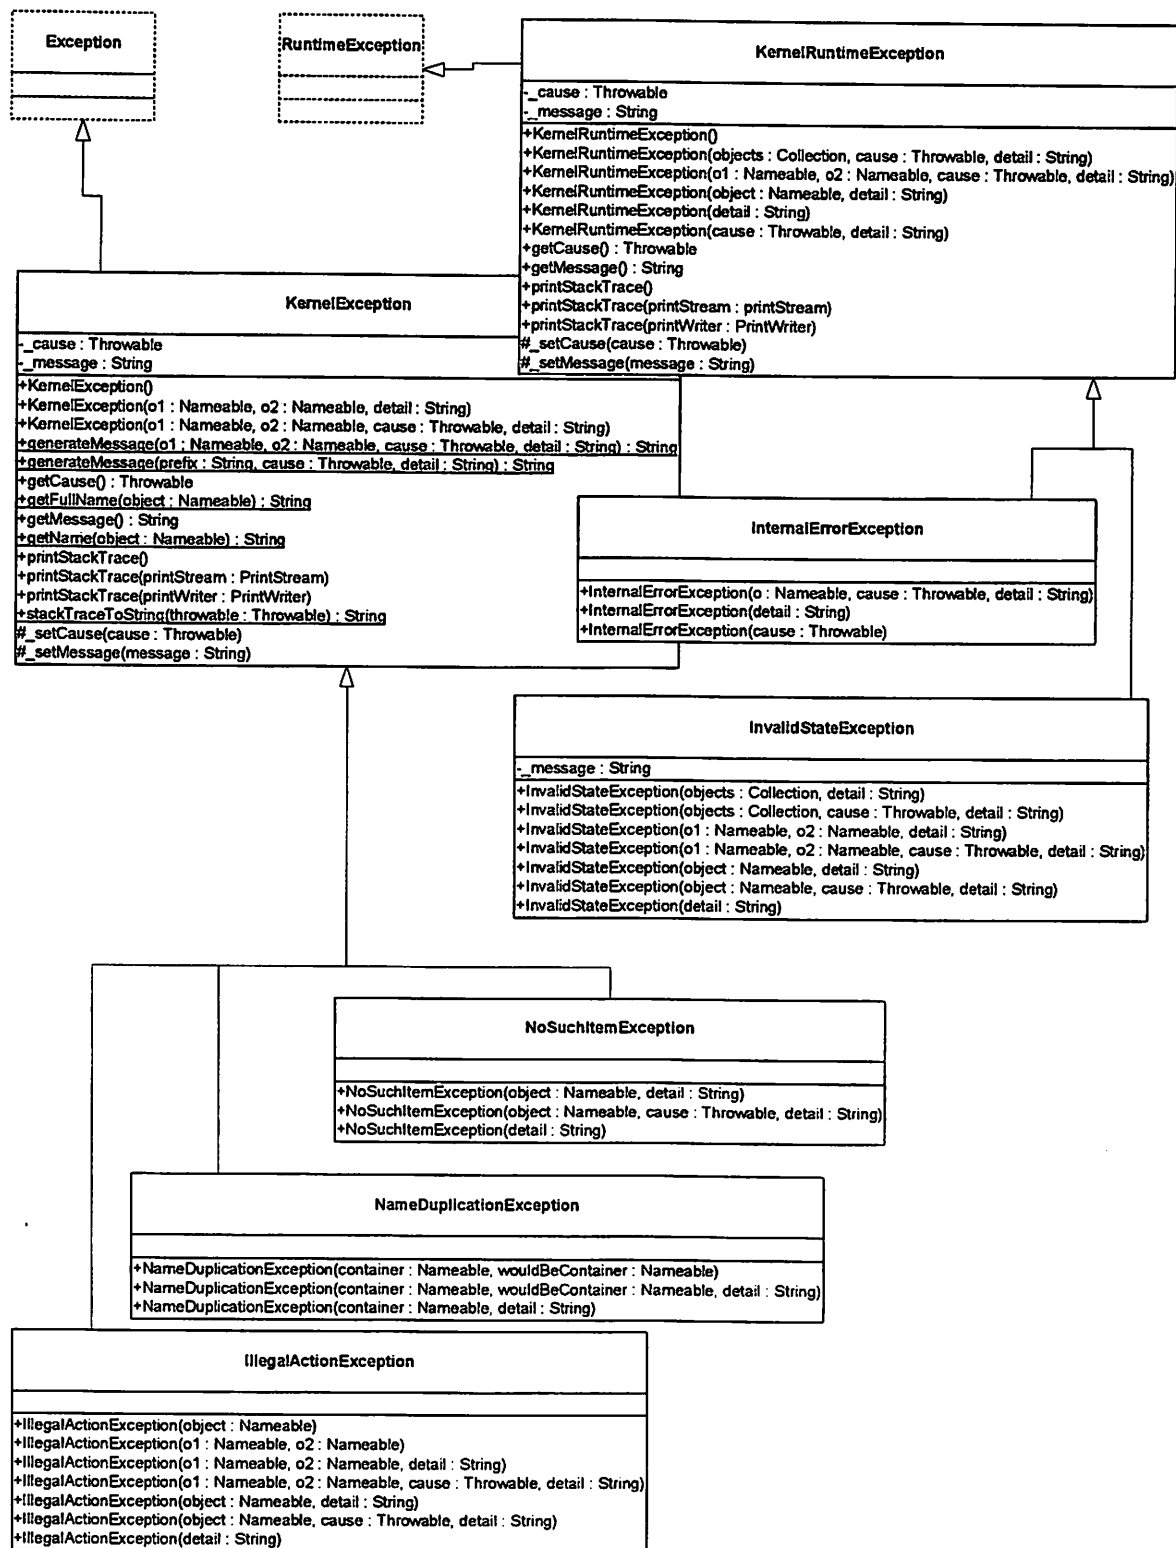 Exception
RuntimeException
KernelRuntimeException
-_cause : Throwable
-_message : String
+KernelRuntimeException()
+KernelRuntimeException(objects : Collection, cause : Throwable, detail : String)
+KernelRuntimeException(o1 : Nameable, o2 : Nameable, cause : Throwable, detail : String)
+KernelRuntimeException(object : Nameable, detail : String)
+KernelRuntimeException(detail : String)
+KernelRuntimeException(cause : Throwable, detail : String)
+getCause() : Throwable
+getMessage() : String
+printStackTrace()
+printStackTrace(printStream : printStream)
+printStackTrace(printWriter : PrintWriter)
#_setCause(cause : Throwable)
#_setMessage(message : String)
KernelException
-_cause : Throwable
-_message : String
+KernelException()
+KernelException(o1 : Nameable, o2 : Nameable, detail : String)
+KernelException(o1 : Nameable, o2 : Nameable, cause : Throwable, detail : String)
+generateMessage(o1 : Nameable, o2 : Nameable, cause : Throwable, detail : String) : String
+generateMessage(prefix : String, cause : Throwable, detail : String) : String
+getCause() : Throwable
+getFullName(object : Nameable) : String
+getMessage() : String
+getName(object : Nameable) : String
+printStackTrace()
+printStackTrace(printStream : PrintStream)
+printStackTrace(printWriter : PrintWriter)
+stackTraceToString(throwable : Throwable) : String
#_setCause(cause : Throwable)
#_setMessage(message : String)
InternalErrorException
+InternalErrorException(o : Nameable, cause : Throwable, detail : String)
+InternalErrorException(detail : String)
+InternalErrorException(cause : Throwable)
InvalidStateException
-_message : String
+InvalidStateException(objects : Collection, detail : String)
+InvalidStateException(objects : Collection, cause : Throwable, detail : String)
+InvalidStateException(o1 : Nameable, o2 : Nameable, detail : String)
+InvalidStateException(o1 : Nameable, o2 : Nameable, cause : Throwable, detail : String)
+InvalidStateException(object : Nameable, detail : String)
+InvalidStateException(object : Nameable, cause : Throwable, detail : String)
+InvalidStateException(detail : String)
NoSuchItemException
+NoSuchItemException(object : Nameable, detail : String)
+NoSuchItemException(object : Nameable, cause : Throwable, detail : String)
+NoSuchItemException(detail : String)
NameDuplicationException
+NameDuplicationException(container : Nameable, wouldBeContainer : Nameable)
+NameDuplicationException(container : Nameable, wouldBeContainer : Nameable, detail : String)
+NameDuplicationException(container : Nameable, detail : String)
IllegalActionException
+IllegalActionException(object : Nameable)
+IllegalActionException(o1 : Nameable, o2 : Nameable)
+IllegalActionException(o1 : Nameable, o2 : Nameable, detail : String)
+IllegalActionException(o1 : Nameable, o2 : Nameable, cause : Throwable, detail : String)
+IllegalActionException(object : Nameable, detail : String)
+IllegalActionException(object : Nameable, cause : Throwable, detail : String)
+IllegalActionException(detail : String)